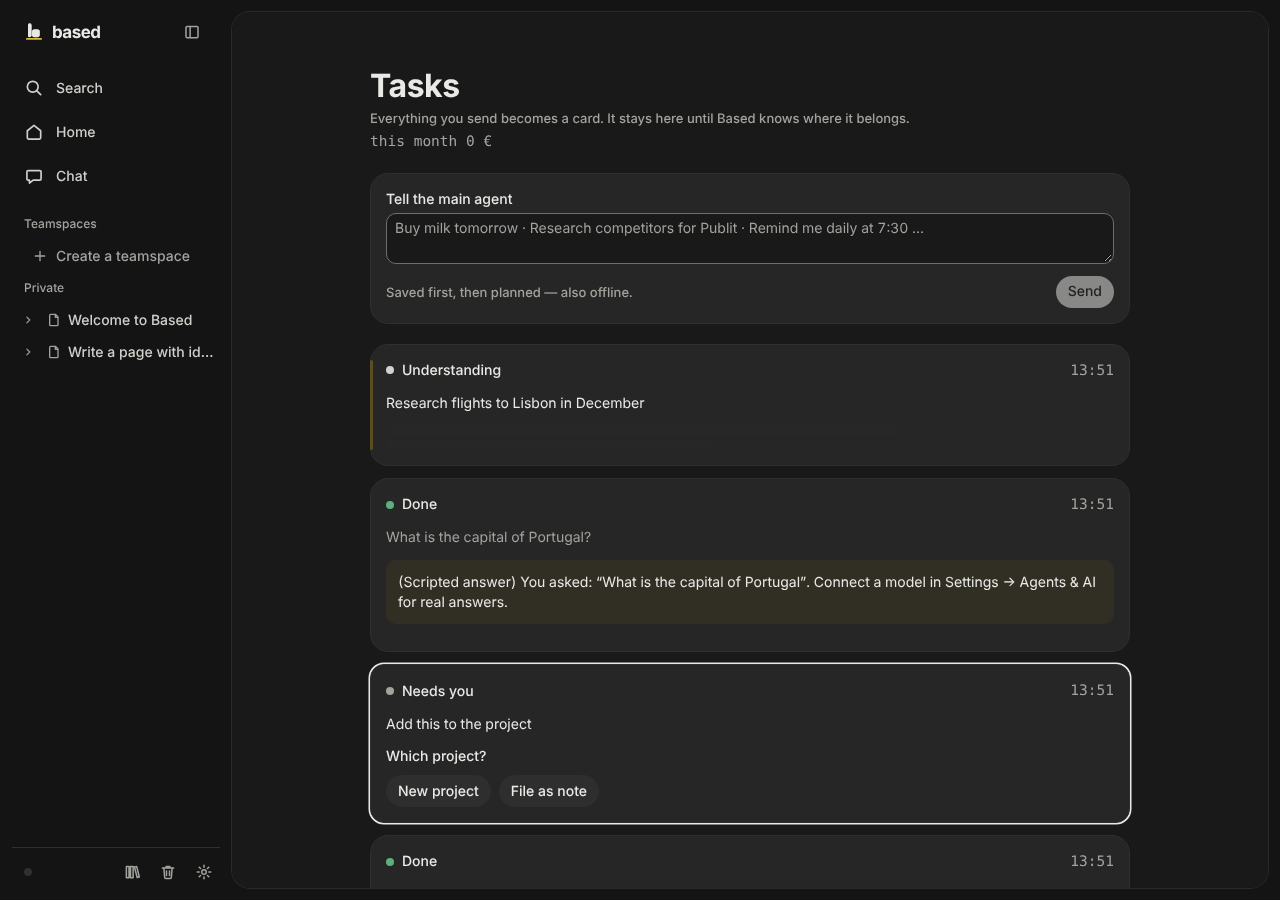 based
Search
Home
Chat
Teamspaces
Create a teamspace
Private
Welcome to Based
Write a page with id...
Tasks
Everything you send becomes a card. It stays here until Based knows where it belongs.
this month 0 €
Tell the main agent
Buy milk tomorrow · Research competitors for Publit · Remind me daily at 7:30 ...
Saved first, then planned — also offline.
Send
Understanding 13:51
Research flights to Lisbon in December
Done 13:51
What is the capital of Portugal?
(Scripted answer) You asked: “What is the capital of Portugal”. Connect a model in Settings → Agents & AI
for real answers.
Needs you 13:51
Add this to the project
Which project?
New project File as note
Done 13:51